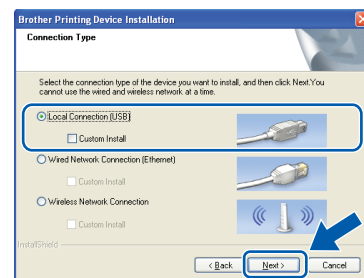 Brother Printing Device Installation
Connection Type
Select the connection type of the device you want to install, and then click Next.You
cannot use the wired and wireless network at a time.
Local Connection (USB)
Custom Install
Wired Network Connection (Ethernet)
Custom Install
Wireless Network Connection
Custom Install
InstallShield
< Back
Next >
Cancel